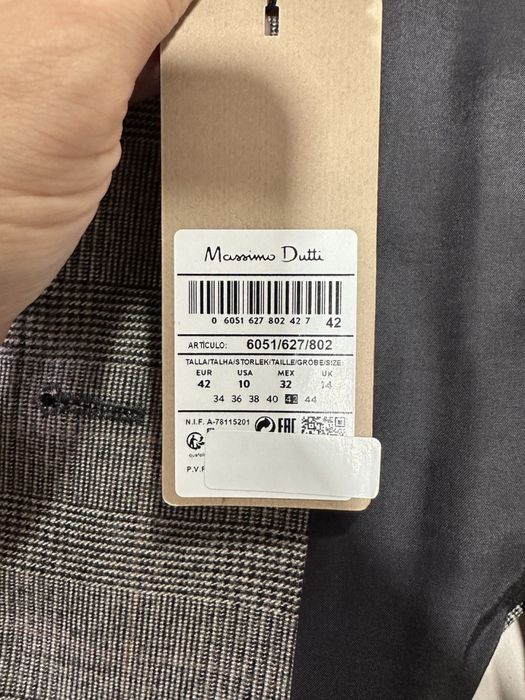 Massimo Dutti
0 6051 627 802 42 7 42
ARTÍCULO: 6051/627/802
TALLA/TALHA/STORLEK/TAILLE/GRÖBE/SIZE:
EUR USA MEX UK
42 10 32 14
34 36 38 40 42 44
N.I.F. A-78115201
EAC